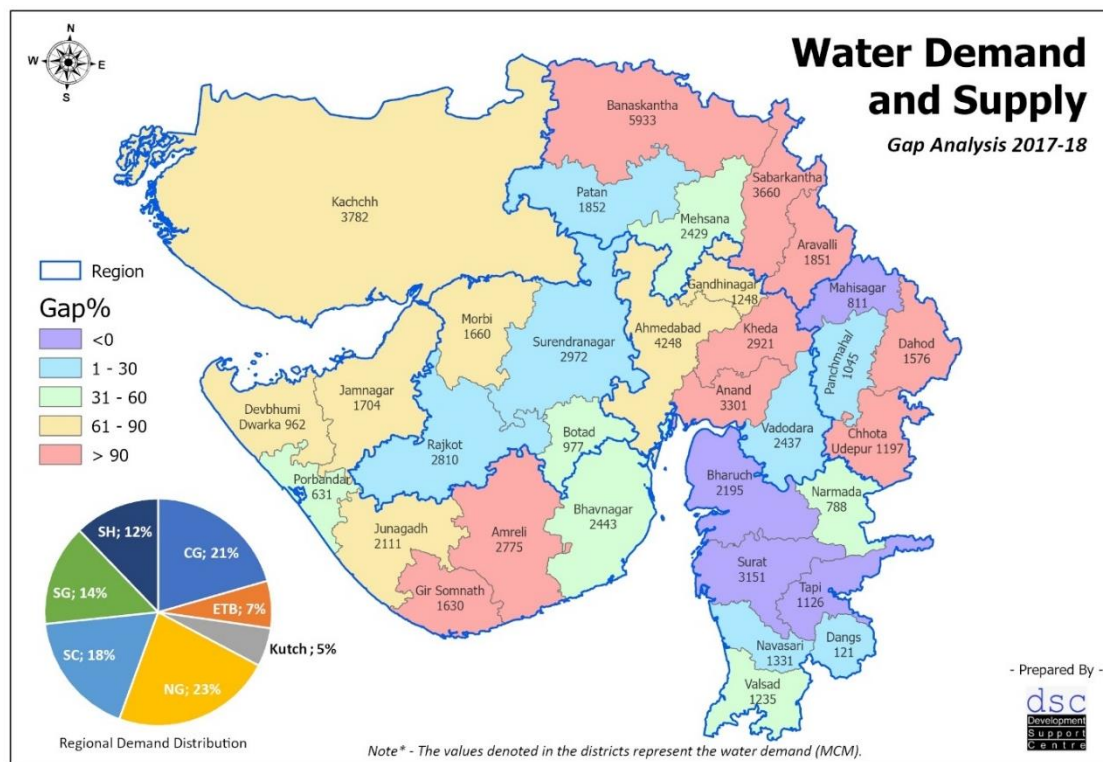 N
W
E
S
Water Demand
and Supply
Gap Analysis 2017-18
Banaskantha
5933
Sabarkantha
3660
Patan
1852
Mehsana
2429
Kachchh
3782
Aravalli
1851
Region
Gap%
<0
1 - 30
31 - 60
61 - 90
> 90
Gandhinagar
1248
Mahisagar
811
Morbi
1660
Surendranagar
2972
Ahmedabad
4248
Kheda
2921
Panchmahal
1045
Dahod
1576
Jamnagar
1704
Anand
3301
Devbhumi
Dwarka 962
Rajkot
2810
Botad
977
Vadodara
2437
Chhota
Udepur 1197
Porbandar
631
Bharuch
2195
Narmada
788
Bhavnagar
2443
Junagadh
2111
Amreli
2775
Surat
3151
Gir Somnath
1630
Tapi
1126
Navasari
1331
Dangs
121
Valsad
1235
SH; 12%
CG; 21%
SG; 14%
ETB; 7%
Kutch ; 5%
SC; 18%
NG; 23%
Regional Demand Distribution
- Prepared By -
dsc
Development
Support
Centre
Note* - The values denoted in the districts represent the water demand (MCM).